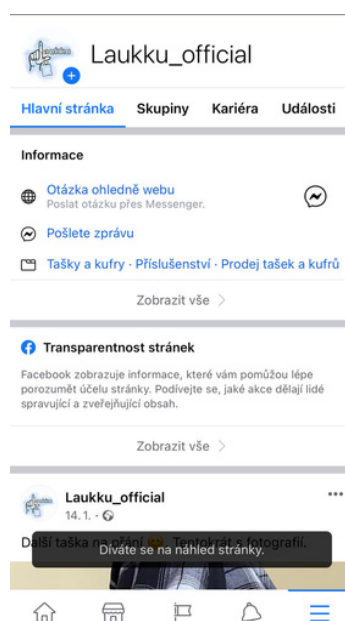 Laukku_official
Hlavní stránka Skupiny Kariéra Události
Informace
Otázka ohledně webu
Poslat otázku přes Messenger.
Pošlete zprávu
Tašky a kufry · Příslušenství · Prodej tašek a kufrů
Zobrazit vše
Transparentnost stránek
Facebook zobrazuje informace, které vám pomůžou lépe
porozumět účelu stránky. Podívejte se, jaké akce dělají lidé
spravující a zveřejňující obsah.
Zobrazit vše
Laukku_official
14. 1. ·
Další taška na přání . Tentokrát s fotografií.
Díváte se na náhled stránky.